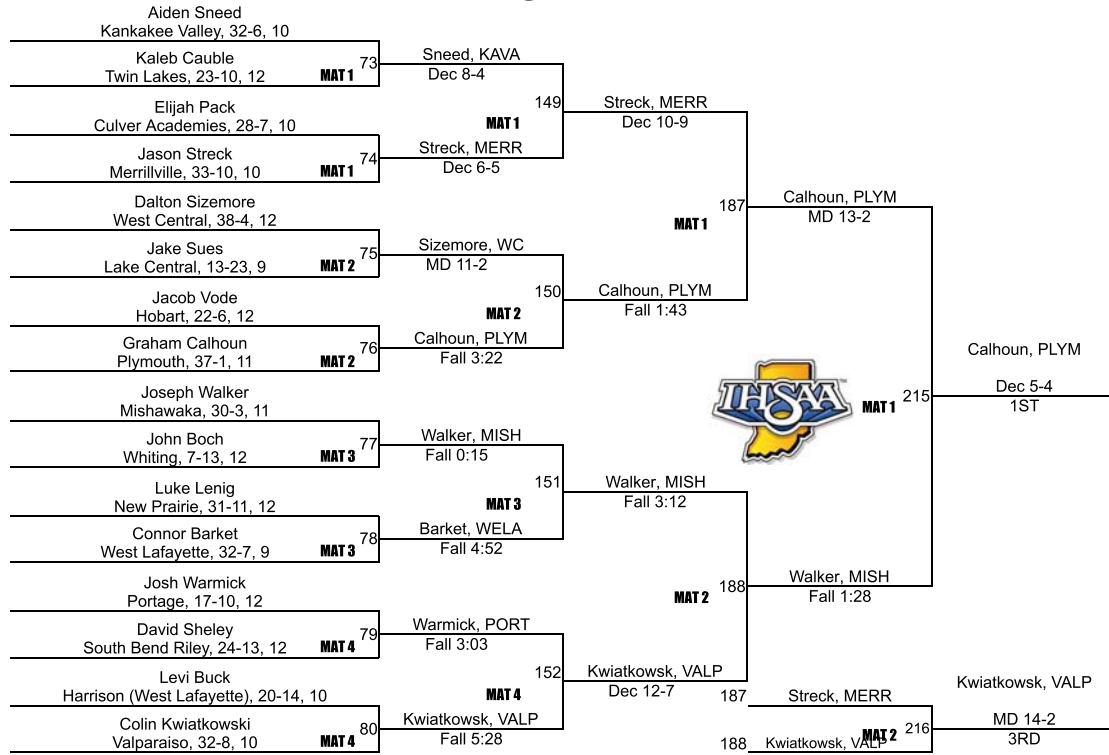 Aiden Sneed
Kankakee Valley, 32-6, 10
Kaleb Cauble
Twin Lakes, 23-10, 12
MAT 1
73
Elijah Pack
Culver Academies, 28-7, 10
Jason Streck
Merrillville, 33-10, 10
MAT 1
74
Dalton Sizemore
West Central, 38-4, 12
Jake Sues
Lake Central, 13-23, 9
MAT 2
75
Jacob Vode
Hobart, 22-6, 12
Graham Calhoun
Plymouth, 37-1, 11
MAT 2
76
Joseph Walker
Mishawaka, 30-3, 11
John Boch
Whiting, 7-13, 12
MAT 3
77
Luke Lenig
New Prairie, 31-11, 12
Connor Barket
West Lafayette, 32-7, 9
MAT 3
78
Josh Warmick
Portage, 17-10, 12
David Sheley
South Bend Riley, 24-13, 12
MAT 4
79
Levi Buck
Harrison (West Lafayette), 20-14, 10
Colin Kwiatkowski
Valparaiso, 32-8, 10
MAT 4
80
Sneed, KAVA
Dec 8-4
149
MAT 1
Streck, MERR
Dec 6-5
Sizemore, WC
MD 11-2
150
MAT 2
Calhoun, PLYM
Fall 3:22
Walker, MISH
Fall 0:15
151
MAT 3
Barket, WELA
Fall 4:52
Warmick, PORT
Fall 3:03
152
MAT 4
Kwiatkowsk, VALP
Fall 5:28
Streck, MERR
Dec 10-9
187
MAT 1
Calhoun, PLYM
Fall 1:43
Walker, MISH
Fall 3:12
188
MAT 2
Kwiatkowsk, VALP
Dec 12-7
Calhoun, PLYM
MD 13-2
IHSAA
TM
MAT 1
215
Walker, MISH
Fall 1:28
Calhoun, PLYM
Dec 5-4
1ST
187
Streck, MERR
MAT 2
216
188
Kwiatkowsk, VALP
Kwiatkowsk, VALP
MD 14-2
3RD